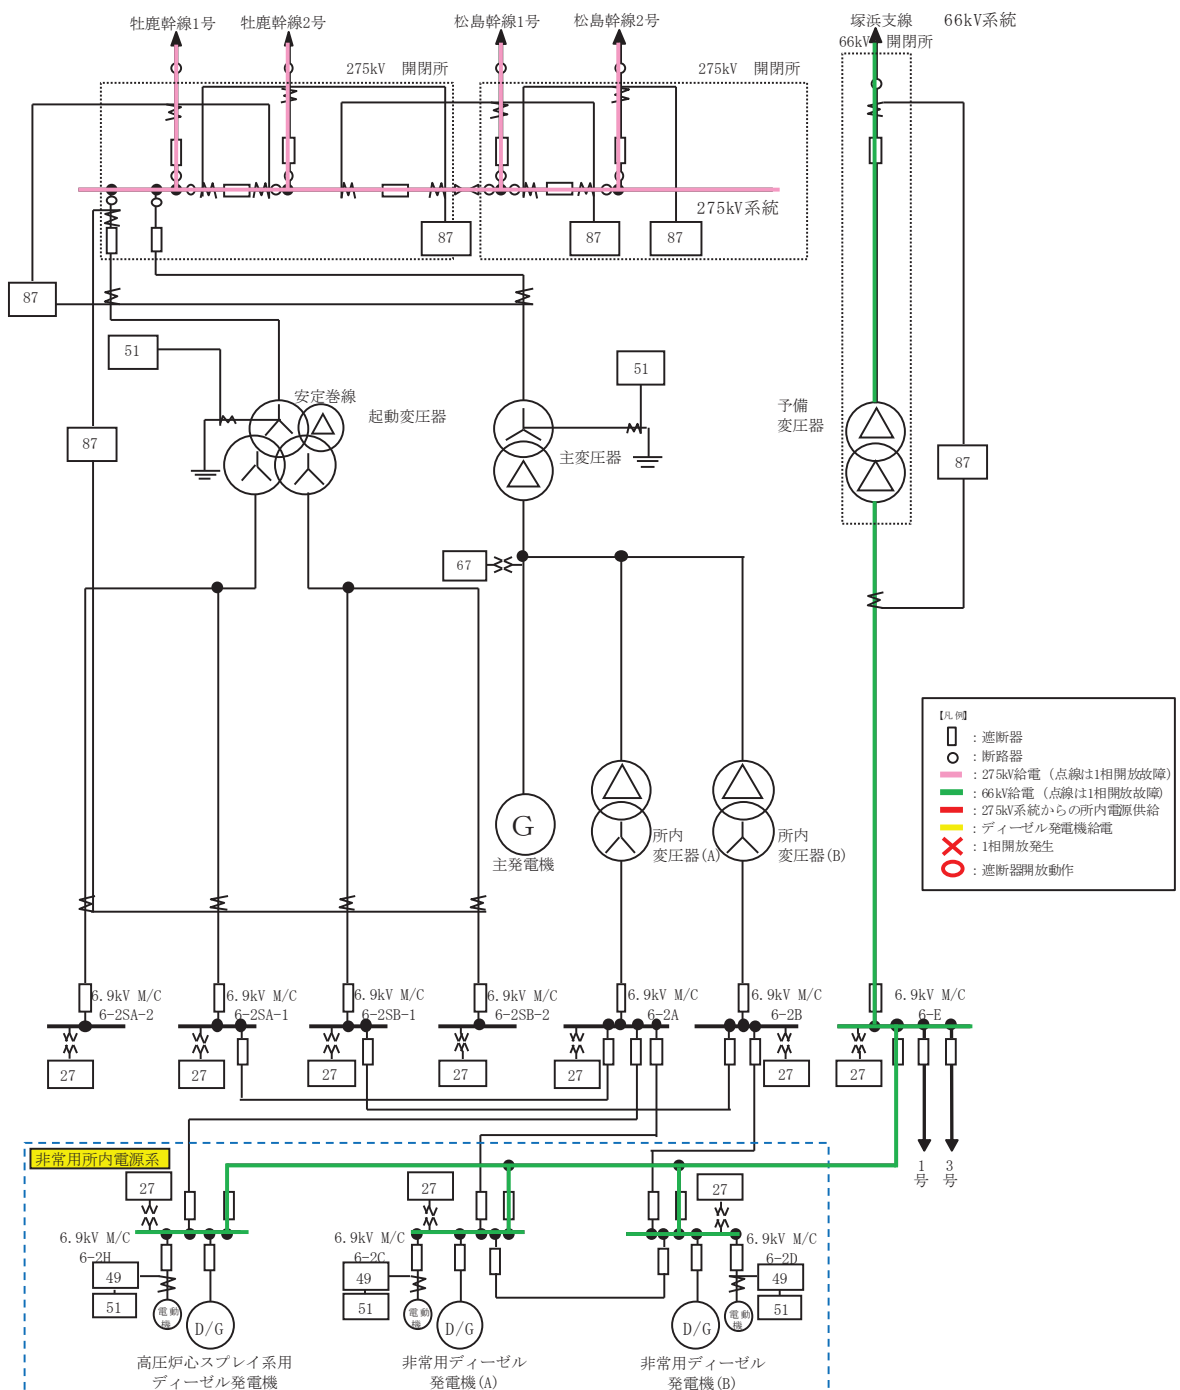 牡鹿幹線1号
牡鹿幹線2号
松島幹線1号
松島幹線2号
塚浜支線
66kV系統
66kV 開閉所
275kV 開閉所
275kV 開閉所
275kV系統
87
87
87
87
51
安定巻線
起動変圧器
51
主変圧器
予備
変圧器
87
87
67
【凡例】
：遮断器
：断路器
：275kV給電（点線は1相開放故障）
：66kV給電（点線は1相開放故障）
：275kV系統からの所内電源供給
：ディーゼル発電機給電
：1相開放発生
：遮断器開放動作
G
主発電機
所内
変圧器(A)
所内
変圧器(B)
6.9kV M/C
6-2SA-2
6.9kV M/C
6-2SA-1
6.9kV M/C
6-2SB-1
6.9kV M/C
6-2SB-2
6.9kV M/C
6-2A
6.9kV M/C
6-2B
6.9kV M/C
6-E
27
27
27
27
27
27
27
1
号
3
号
非常用所内電源系
27
27
27
6.9kV M/C
6-2H
6.9kV M/C
6-2C
6.9kV M/C
6-2D
49
51
電動
機
D/G
49
51
電動
機
D/G
D/G
電動
機
49
51
高圧炉心スプレイ系用
ディーゼル発電機
非常用ディーゼル
発電機(A)
非常用ディーゼル
発電機(B)